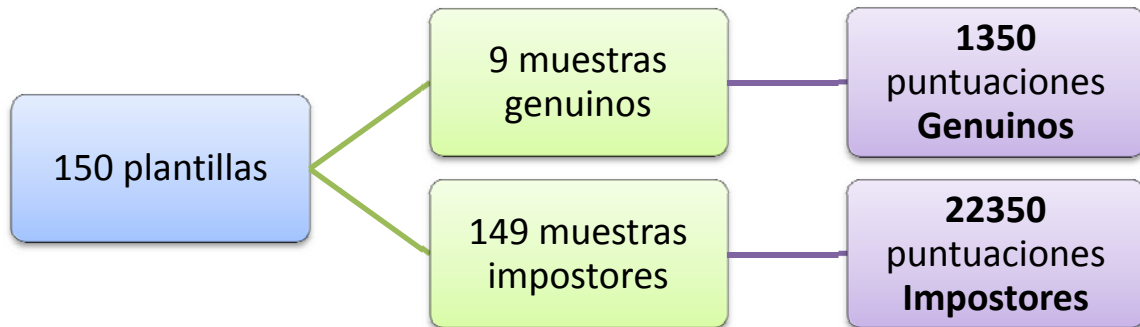 150 plantillas
9 muestras
genuinos
1350
puntuaciones
Genuinos
149 muestras
impostores
22350
puntuaciones
Impostores